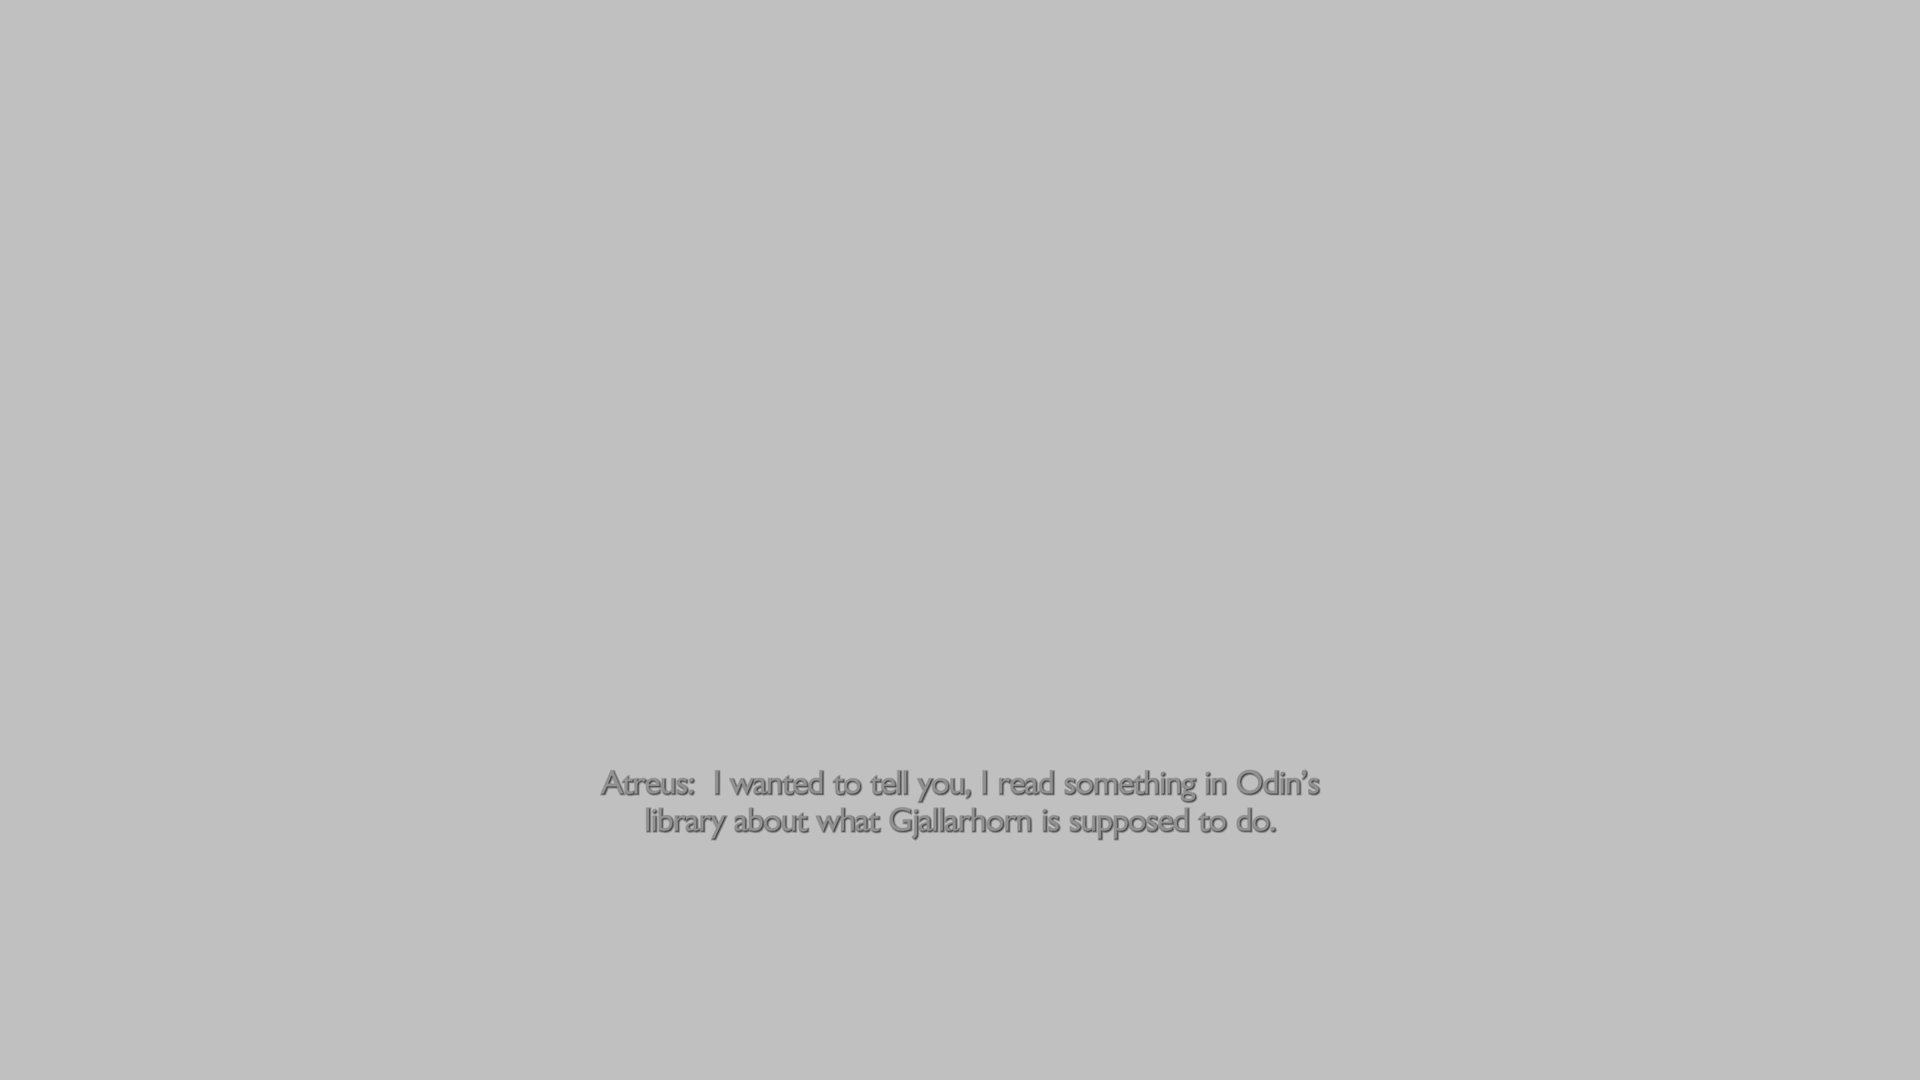 Atreus:  I wanted to tell you, I read something in Odin’s
library about what Gjallarhorn is supposed to do.